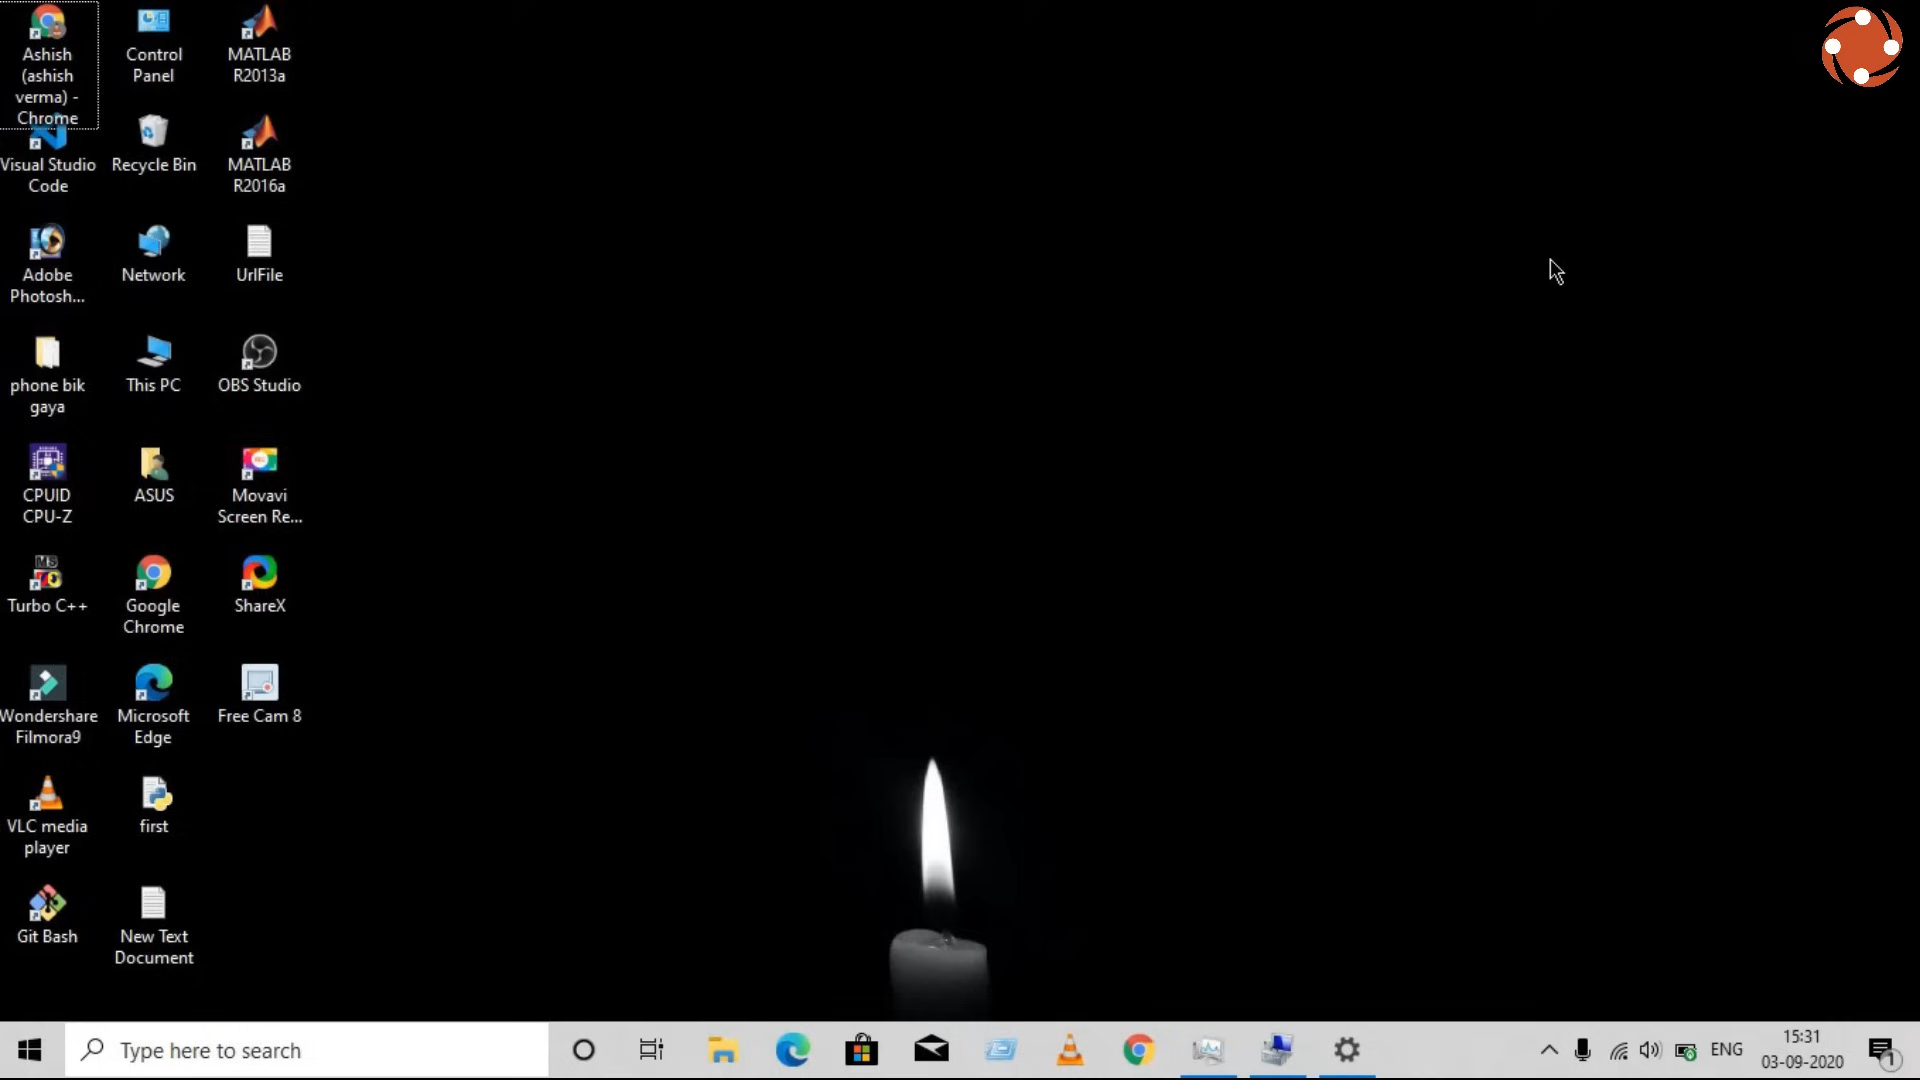 Ashish
(ashish
verma) -
Chrome
Control
Panel
MATLAB
R2013a
Visual Studio
Code
Recycle Bin
MATLAB
R2016a
Adobe
Photosh...
Network
UrlFile
phone bik
gaya
This PC
OBS Studio
CPUID
CPU-Z
ASUS
Movavi
Screen Re...
MS
Turbo C++
Google
Chrome
ShareX
Wondershare
Filmora9
Microsoft
Edge
Free Cam 8
VLC media
player
first
Git Bash
New Text
Document
Type here to search
ENG
15:31
03-09-2020
1